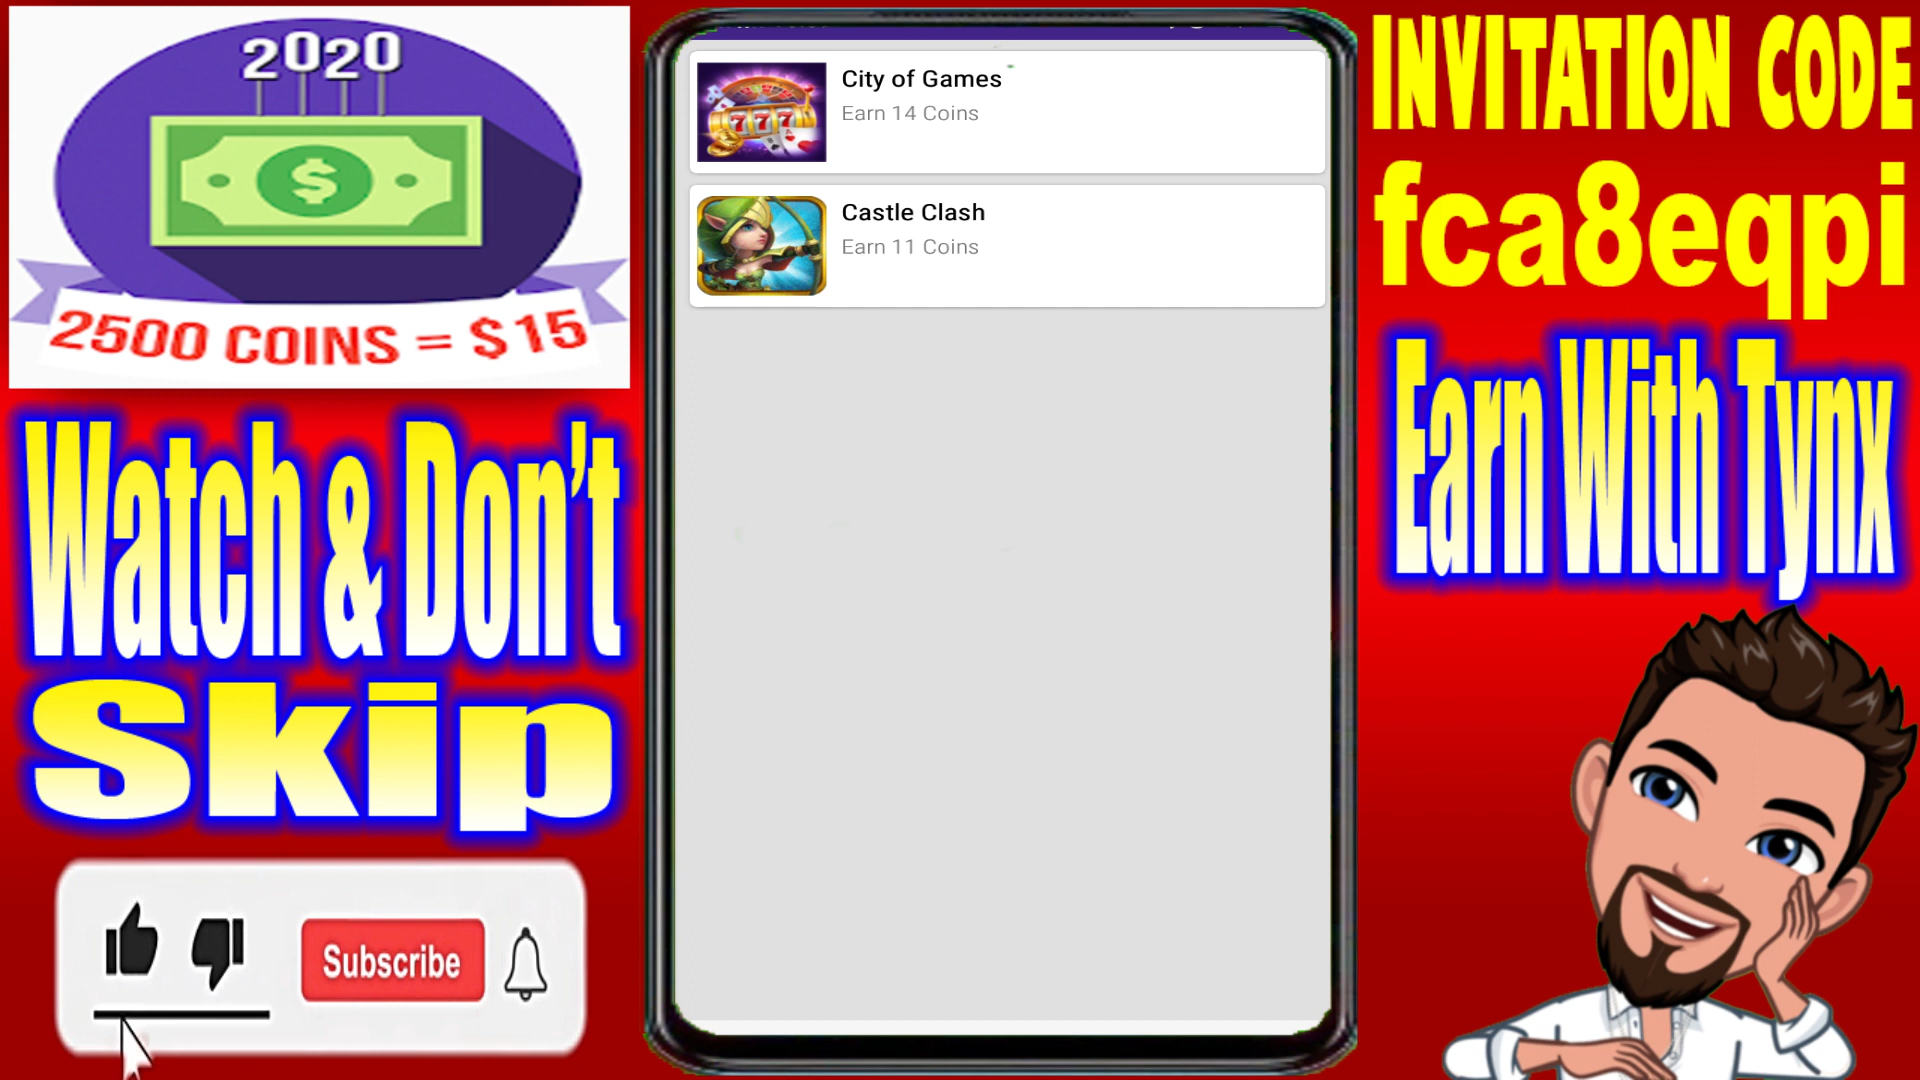 2020
$
2500 COINS = $15
Watch & Don't
Skip
Subscribe
City of Games
Earn 14 Coins
777
Castle Clash
Earn 11 Coins
INVITATION CODE
fca8eqpi
Earn With Tynx